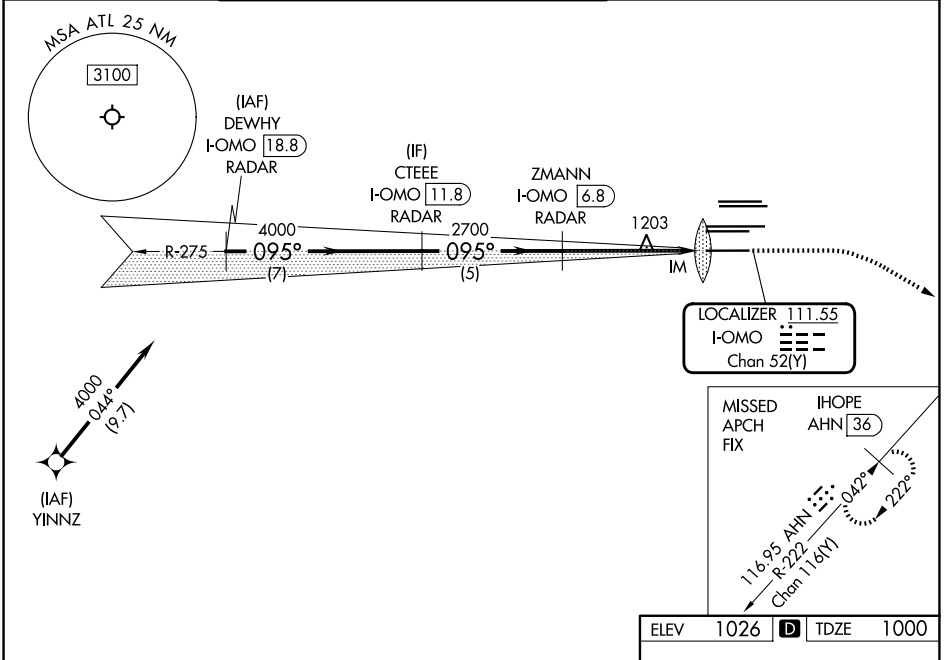 MSA ATL 25 NM
3100
(IAF)
DEWHY
I-OMO 18.8
RADAR
(IF)
CTEEE
I-OMO 11.8
RADAR
ZMANN
I-OMO 6.8
RADAR
1203
4000
2700
R-275
095°
095°
(7)
(5)
IM
LOCALIZER 111.55
I-OMO
Chan 52(Y)
4000
044°
(9.7)
(IAF)
YINNZ
MISSED
APCH
FIX
IHOPE
AHN 36
042°
222°
116.95 AHN
R-222
Chan 116(Y)
ELEV 1026 D TDZE 1000